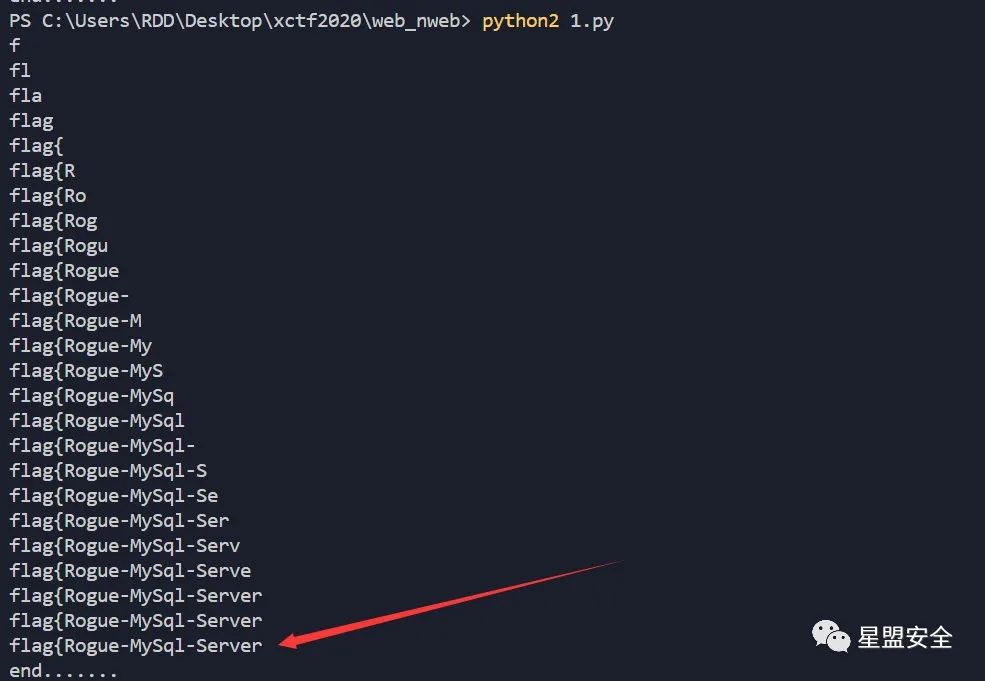 end.......
PS C:\Users\RDD\Desktop\xctf2020\web_nweb> python2 1.py
f
fl
fla
flag
flag{
flag{R
flag{Ro
flag{Rog
flag{Rogu
flag{Rogue
flag{Rogue-
flag{Rogue-M
flag{Rogue-My
flag{Rogue-MyS
flag{Rogue-MySq
flag{Rogue-MySql
flag{Rogue-MySql-
flag{Rogue-MySql-S
flag{Rogue-MySql-Se
flag{Rogue-MySql-Ser
flag{Rogue-MySql-Serv
flag{Rogue-MySql-Serve
flag{Rogue-MySql-Server
flag{Rogue-MySql-Server
flag{Rogue-MySql-Server
星盟安全
end.......